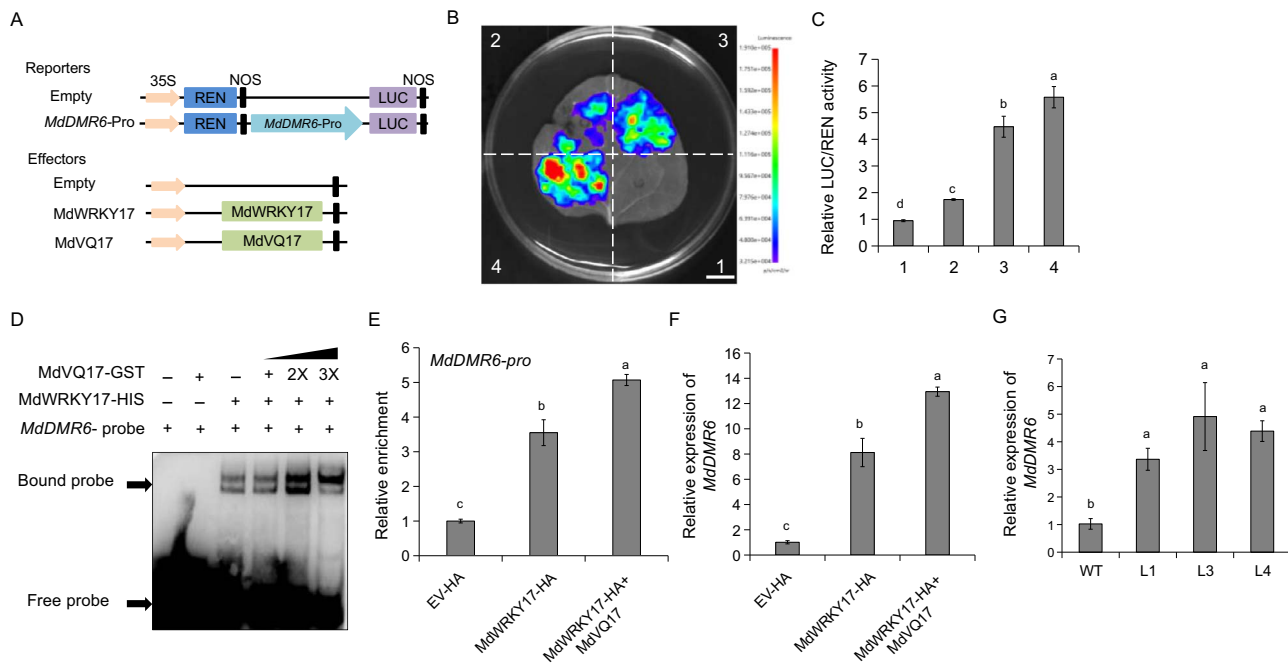 A
Reporters
35S
NOS
NOS
Empty
REN
LUC
MdDMR6-Pro
REN
MdDMR6-Pro
LUC
Effectors
Empty
MdWRKY17
MdWRKY17
MdVQ17
MdVQ17
B
2
3
4
1
Luminescence
C
Relative LUC/REN activity
7
6
5
4
3
2
1
0
d
c
b
a
1
2
3
4
D
MdVQ17-GST
– + – + 2X 3X
MdWRKY17-HIS
– – + + + +
MdDMR6- probe
+ + + + + +
Bound probe
Free probe
E
MdDMR6-pro
Relative enrichment
6
5
4
3
2
1
0
c
b
a
EV-HA
MdWRKY17-HA
MdWRKY17-HA+
MdVQ17
F
Relative expression of
MdDMR6
16
14
12
10
8
6
4
2
0
c
b
a
EV-HA
MdWRKY17-HA
MdWRKY17-HA+
MdVQ17
G
Relative expression of
MdDMR6
7
6
5
4
3
2
1
0
b
a
a
a
WT
L1
L3
L4